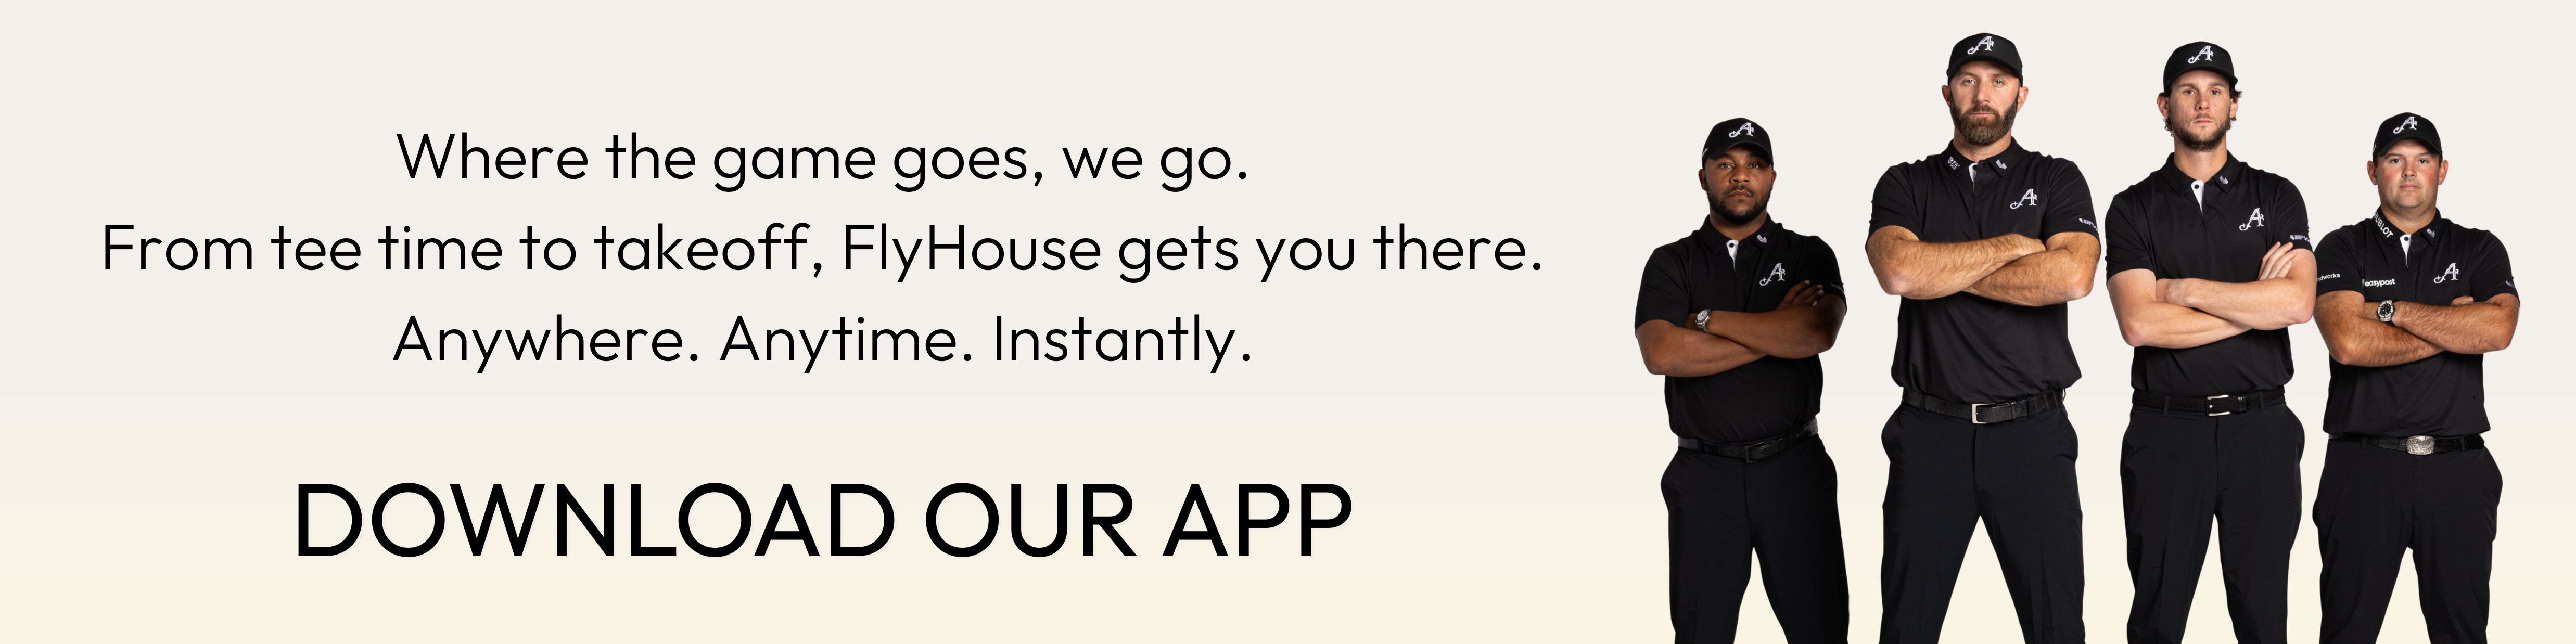 Where the game goes, we go.
From tee time to takeoff, FlyHouse gets you there.
Anywhere. Anytime. Instantly.
DOWNLOAD OUR APP
easypost